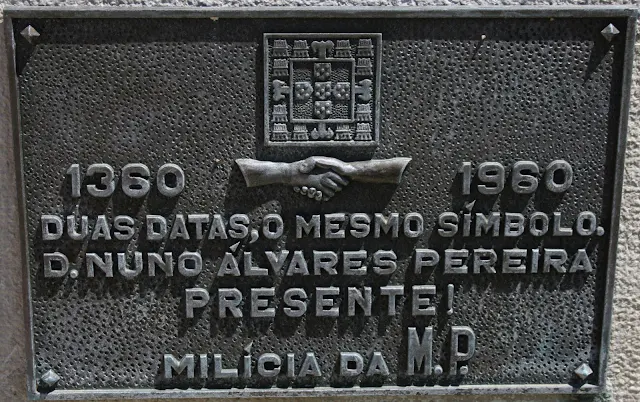 1360 1960
DUAS DATAS, O MESMO SÍMBOLO.
D. NUNO ÁLVARES PEREIRA
PRESENTE!
MILÍCIA DA M.P.